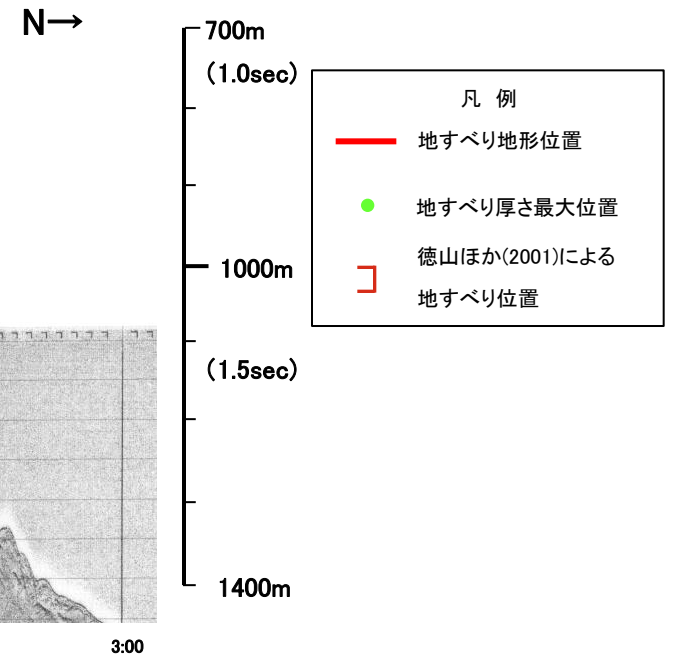 N→
700m
(1.0sec)
1000m
(1.5sec)
1400m
3:00
凡 例
地すべり地形位置
地すべり厚さ最大位置
徳山ほか(2001)による
地すべり位置